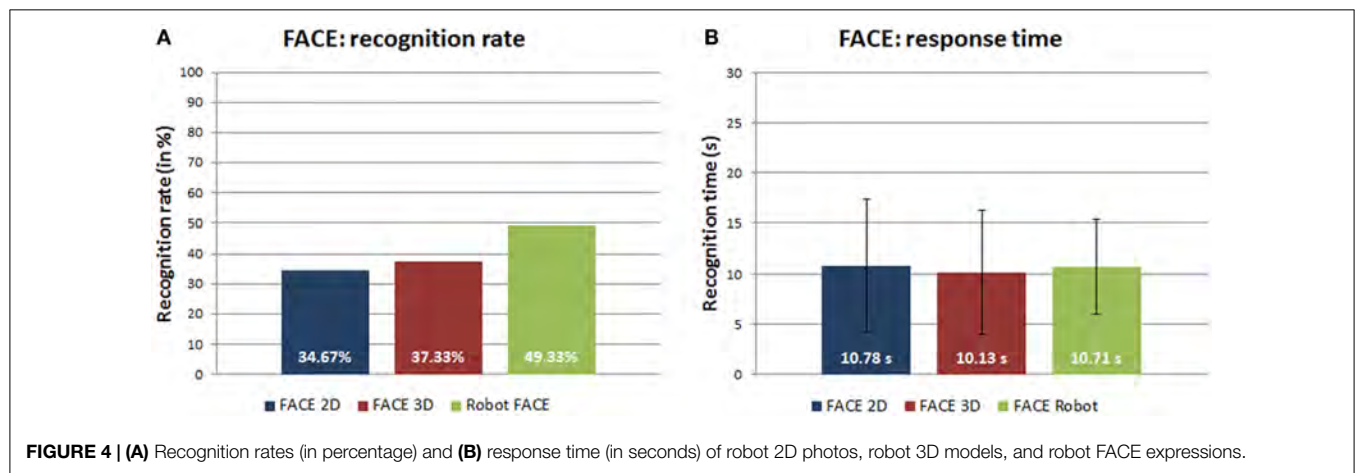 A FACE: recognition rate
100
90
80
70
60
50
40
30
20
10
0
Recognition rate (in %)
34.67% 37.33% 49.33%
FACE 2D FACE 3D Robot FACE
B FACE: response time
30
25
20
15
10
5
0
Recognition time (s)
10.78 s 10.13 s 10.71 s
FACE 2D FACE 3D FACE Robot
FIGURE 4 | (A) Recognition rates (in percentage) and (B) response time (in seconds) of robot 2D photos, robot 3D models, and robot FACE expressions.